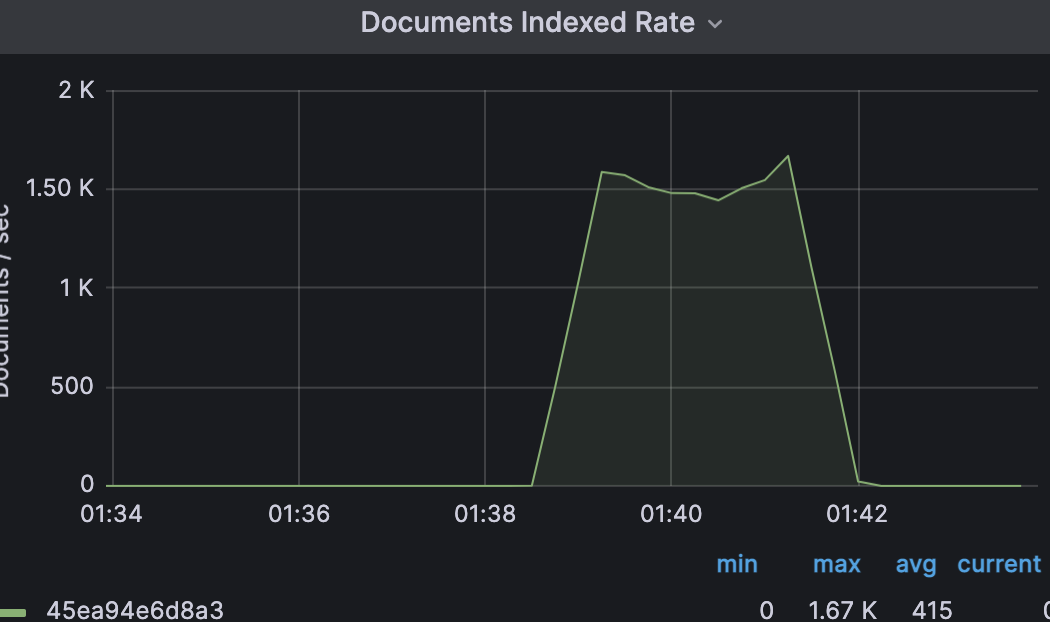 Documents Indexed Rate
2 K
1.50 K
1 K
500
0
Documents / sec
01:34 01:36 01:38 01:40 01:42
min max avg current
45ea94e6d8a3 0 1.67 K 415 0